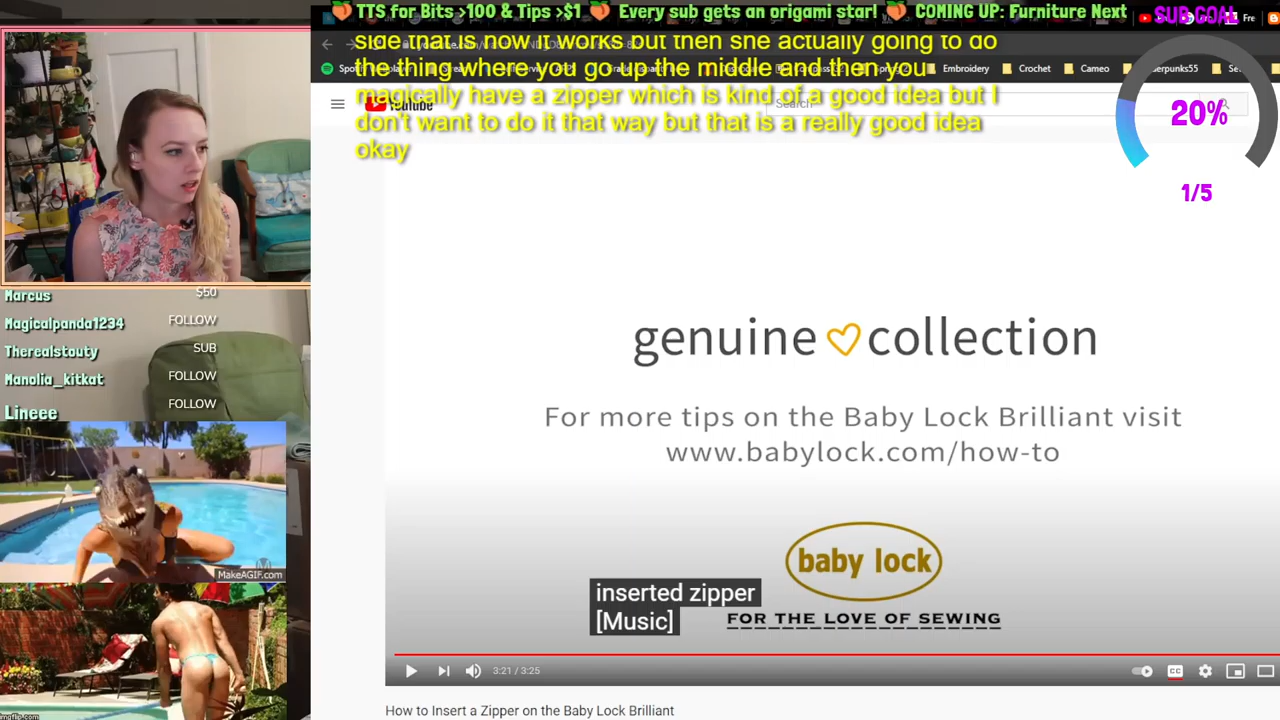 🍑 TTS for Bits >100 & Tips >$1 🍑 Every sub gets an origami star! 🍑 COMING UP: Furniture Next
SUB GOAL
side that is how it works but then she actually going to do
the thing where you go up the middle and then you
magically have a zipper which is kind of a good idea but I
don't want to do it that way but that is a really good idea
okay
Embroidery
Crochet
Cameo
Search
20%
1/5
Marcus $50
Magicalpanda1234 FOLLOW
Therealstouty SUB
Manolia_kitkat FOLLOW
Lineee FOLLOW
MakeAGIF.com
imgflip.com
genuine collection
For more tips on the Baby Lock Brilliant visit
www.babylock.com/how-to
baby lock
FOR THE LOVE OF SEWING
inserted zipper
[Music]
3:21 / 3:25
How to Insert a Zipper on the Baby Lock Brilliant